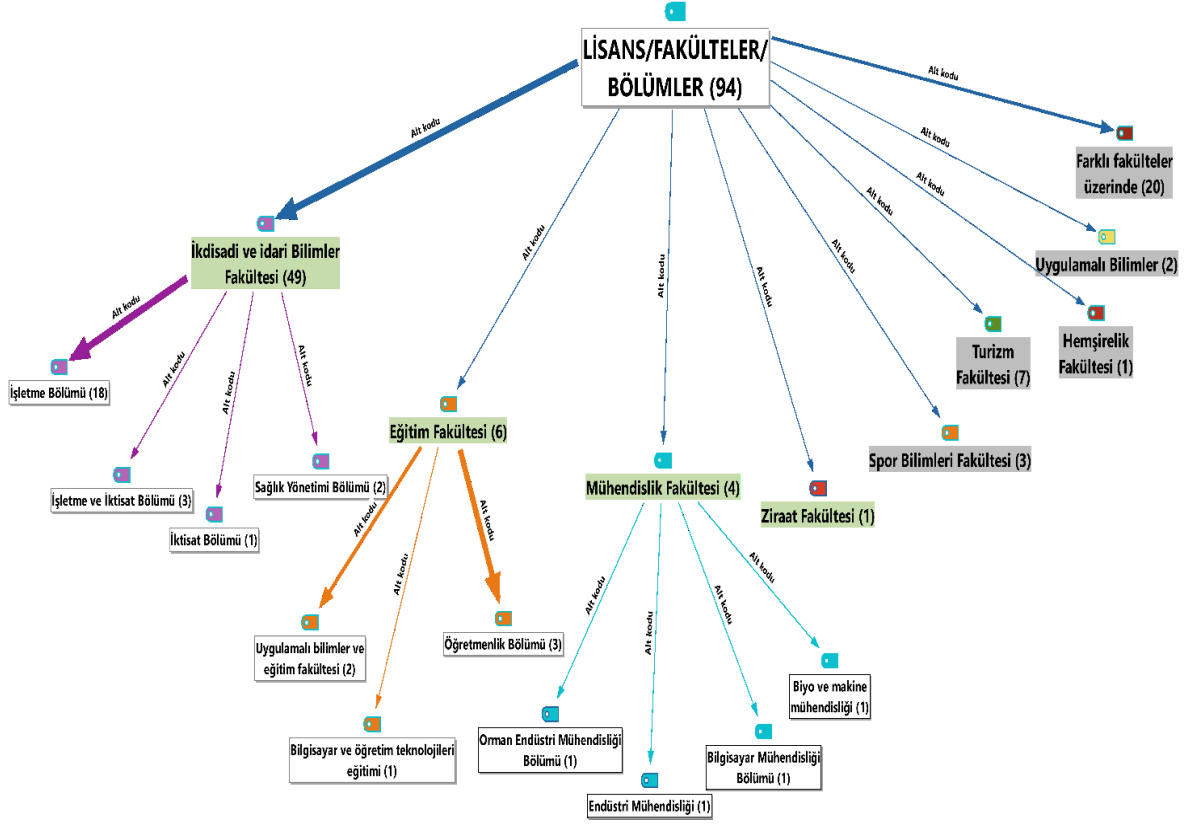 LİSANS/FAKÜLTELER/
BÖLÜMLER (94)
Alt kodu
Alt kodu
Alt kodu
Alt kodu
Alt kodu
Alt kodu
Alt kodu
Alt kodu
Alt kodu
Farklı fakülteler
üzerinde (20)
Uygulamalı Bilimler (2)
Hemşirelik
Fakültesi (1)
Turizm
Fakültesi (7)
Spor Bilimleri Fakültesi (3)
Ziraat Fakültesi (1)
Mühendislik Fakültesi (4)
Eğitim Fakültesi (6)
İkdisadi ve idari Bilimler
Fakültesi (49)
Alt kodu
Alt kodu
Alt kodu
Alt kodu
İşletme Bölümü (18)
İşletme ve İktisat Bölümü (3)
İktisat Bölümü (1)
Sağlık Yönetimi Bölümü (2)
Alt kodu
Alt kodu
Alt kodu
Uygulamalı bilimler ve
eğitim fakültesi (2)
Bilgisayar ve öğretim teknolojileri
eğitimi (1)
Öğretmenlik Bölümü (3)
Alt kodu
Alt kodu
Alt kodu
Alt kodu
Orman Endüstri Mühendisliği
Bölümü (1)
Endüstri Mühendisliği (1)
Bilgisayar Mühendisliği
Bölümü (1)
Biyo ve makine
mühendisliği (1)